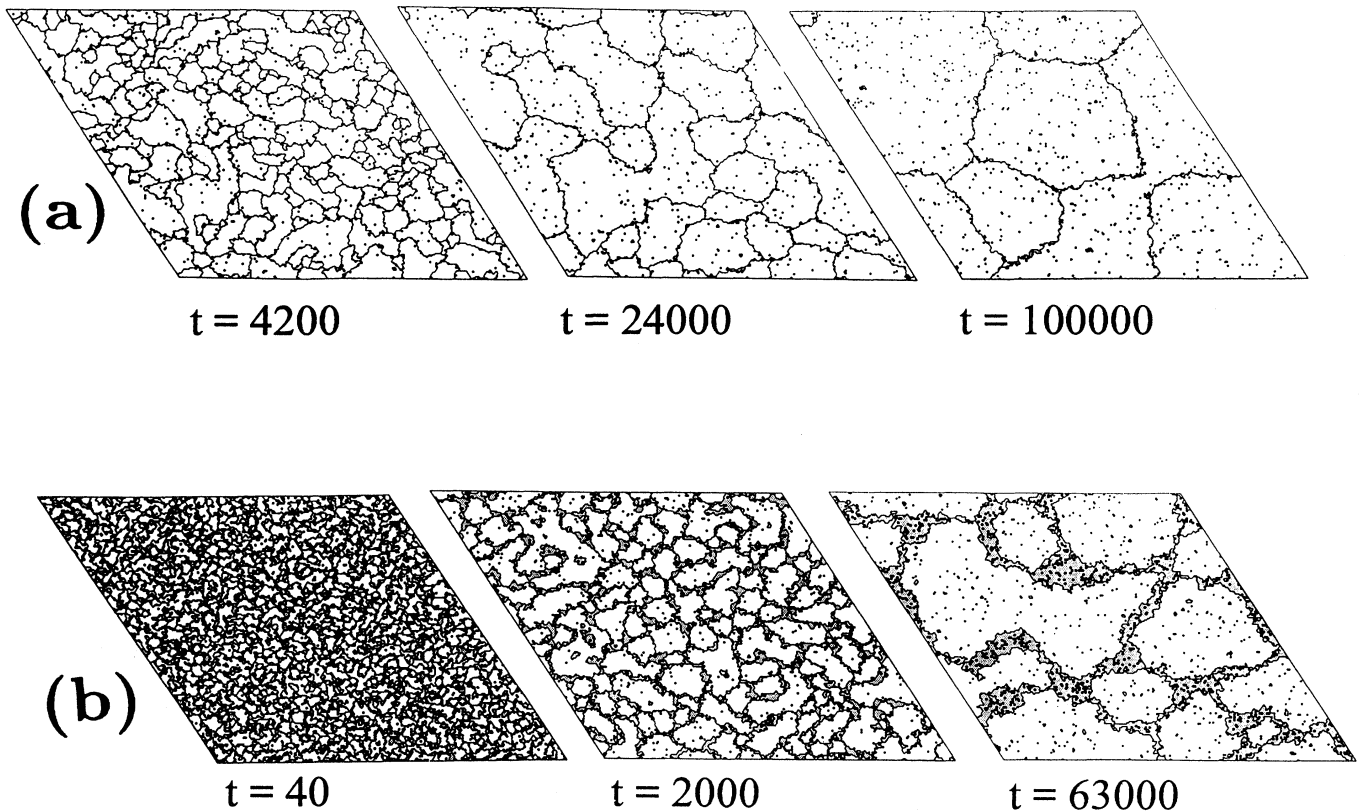 (a)
t = 4200
t = 24000
t = 100000
(b)
t = 40
t = 2000
t = 63000